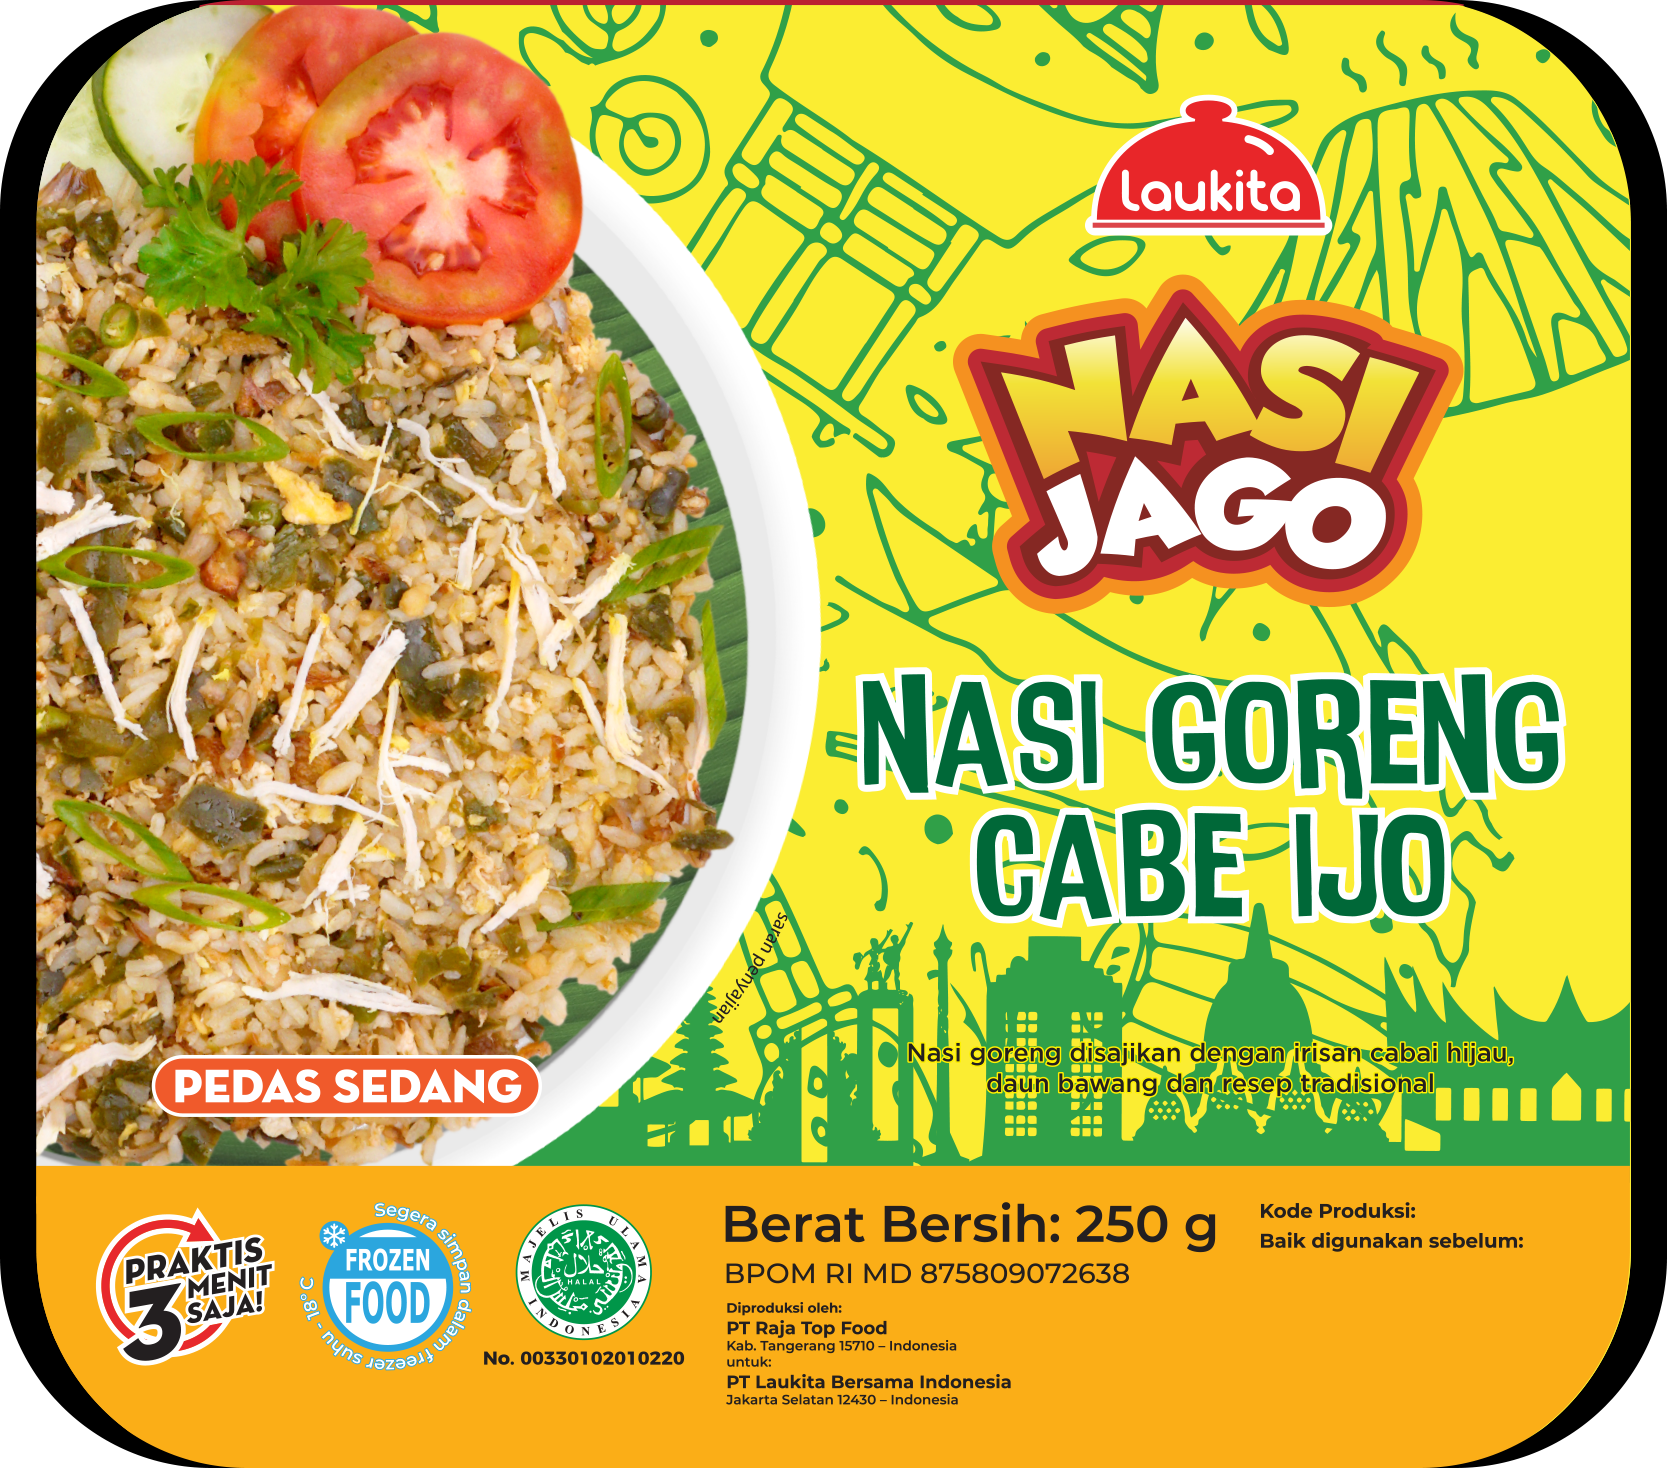 laukita
NASI
JAGO
NASI GORENG
CABE IJO
saran penyajian
Nasi goreng disajikan dengan irisan cabai hijau,
daun bawang dan resep tradisional
PEDAS SEDANG
PRAKTIS
3 MENIT
SAJA!
Segera simpan dalam freezer suhu - 18° C
FROZEN
FOOD
MAJELIS ULAMA
INDONESIA
حلال
HALAL
No. 00330102010220
Berat Bersih: 250 g
BPOM RI MD 875809072638
Diproduksi oleh:
PT Raja Top Food
Kab. Tangerang 15710 – Indonesia
untuk:
PT Laukita Bersama Indonesia
Jakarta Selatan 12430 – Indonesia
Kode Produksi:
Baik digunakan sebelum: